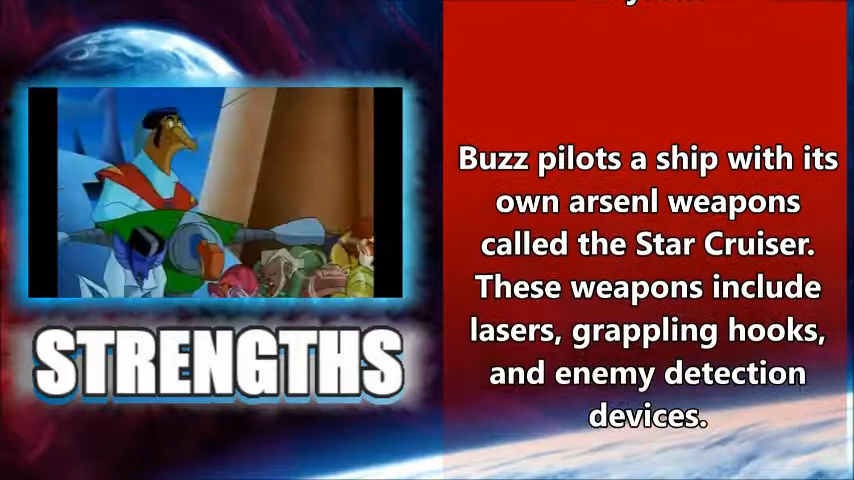 STRENGTHS
Buzz pilots a ship with its
own arsenl weapons
called the Star Cruiser.
These weapons include
lasers, grappling hooks,
and enemy detection
devices.